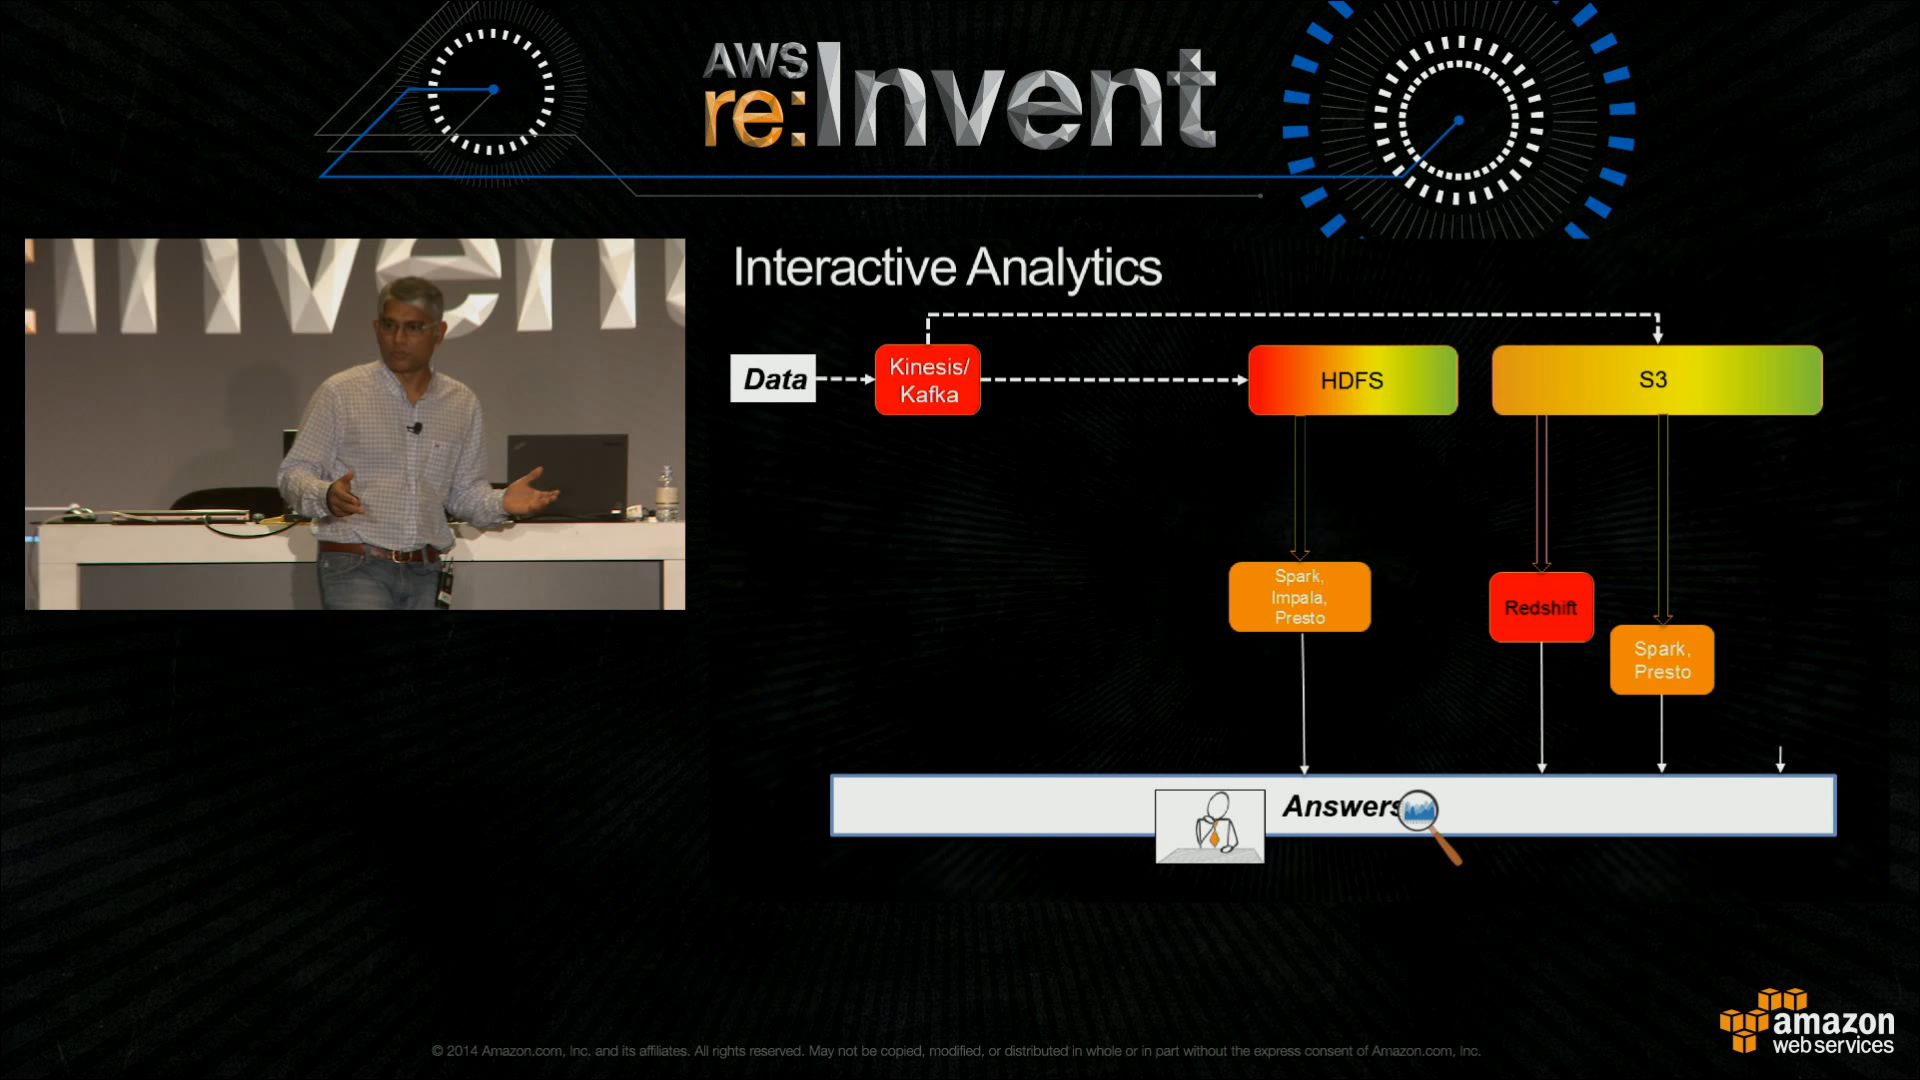 AWS
re:Invent
:Invent
Interactive Analytics
Data
Kinesis/
Kafka
HDFS
S3
Spark,
Impala,
Presto
Redshift
Spark,
Presto
Answers
amazon
webservices
© 2014 Amazon.com, Inc. and its affiliates. All rights reserved. May not be copied, modified, or distributed in whole or in part without the express consent of Amazon.com, Inc.